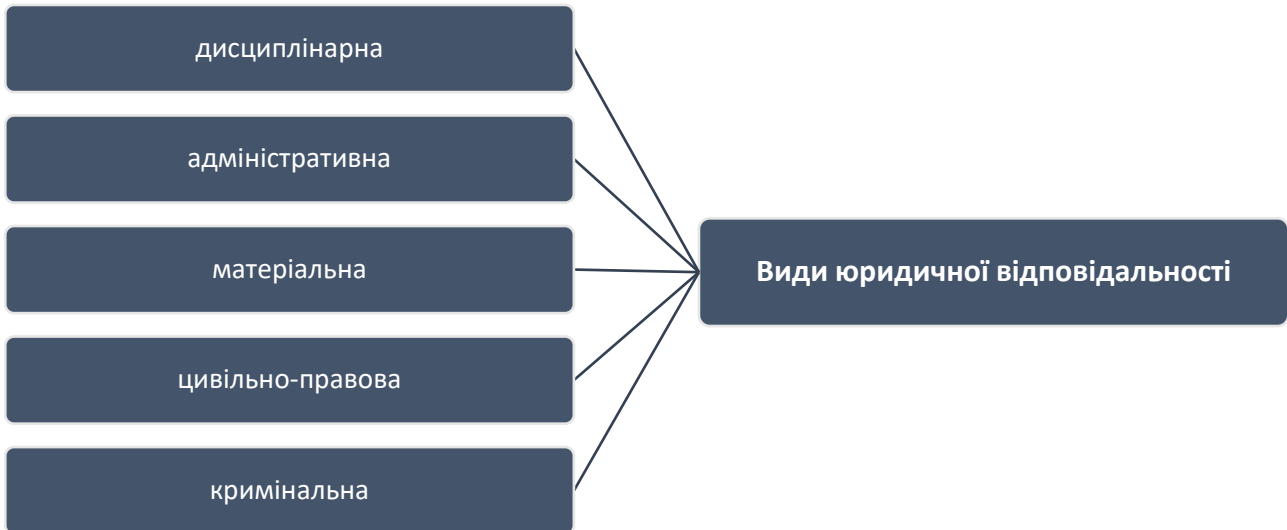 дисциплінарна
адміністративна
матеріальна
цивільно-правова
кримінальна
Види юридичної відповідальності